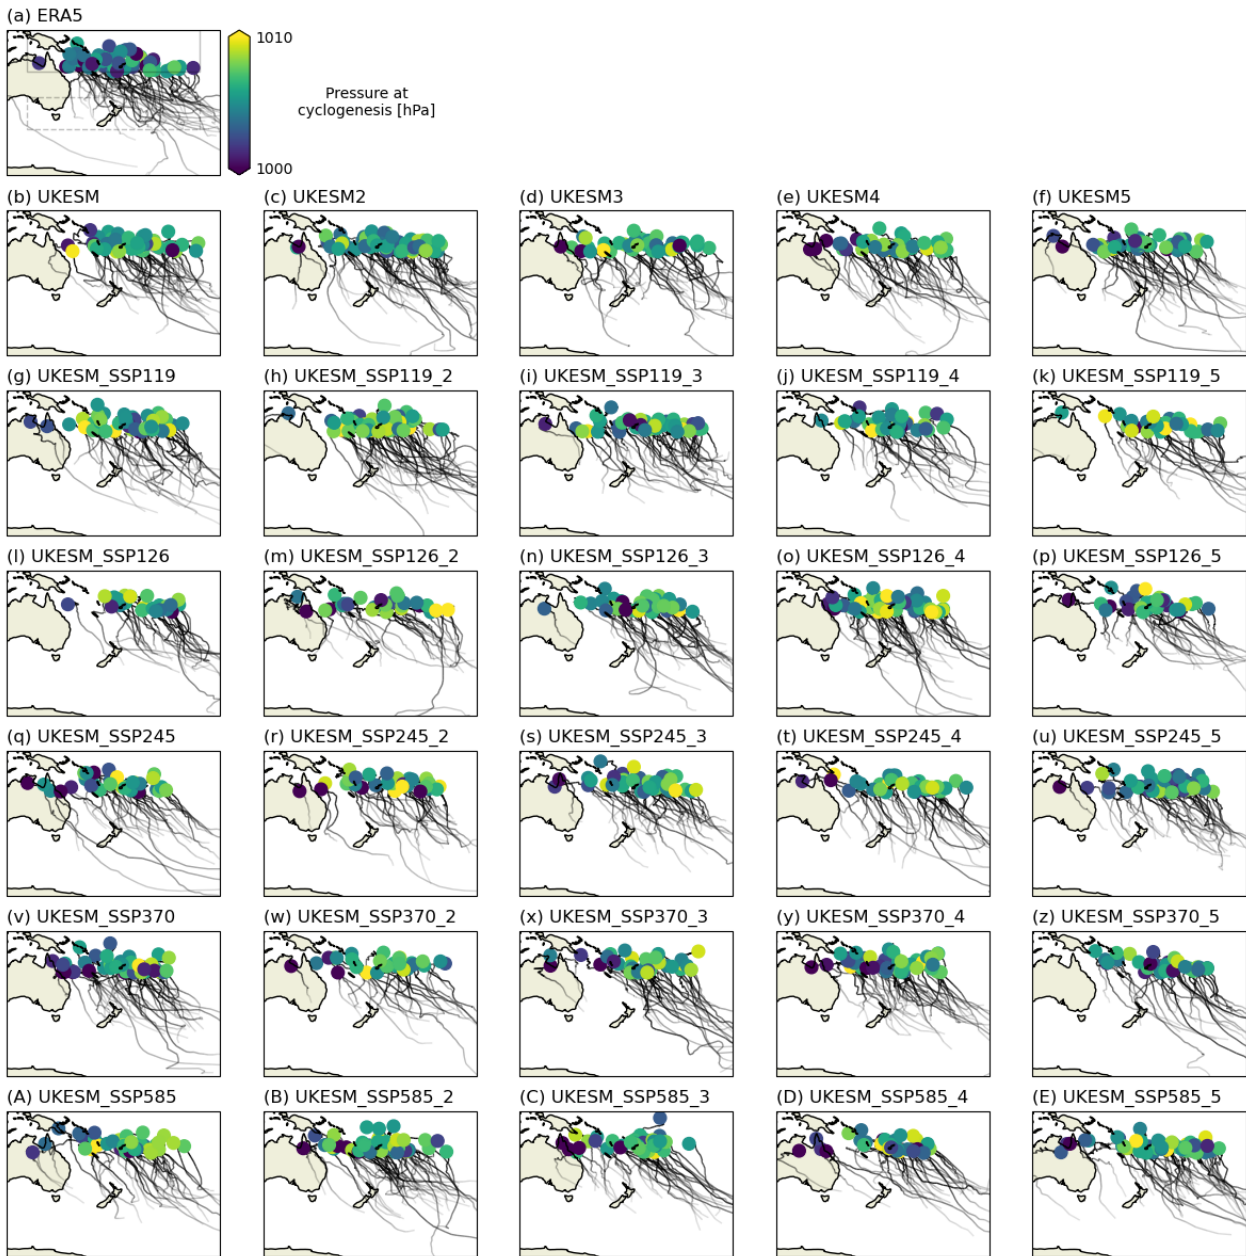 (a) ERA5
1010
Pressure at
cyclogenesis [hPa]
1000
(b) UKESM
(c) UKESM2
(d) UKESM3
(e) UKESM4
(f) UKESM5
(g) UKESM_SSP119
(h) UKESM_SSP119_2
(i) UKESM_SSP119_3
(j) UKESM_SSP119_4
(k) UKESM_SSP119_5
(l) UKESM_SSP126
(m) UKESM_SSP126_2
(n) UKESM_SSP126_3
(o) UKESM_SSP126_4
(p) UKESM_SSP126_5
(q) UKESM_SSP245
(r) UKESM_SSP245_2
(s) UKESM_SSP245_3
(t) UKESM_SSP245_4
(u) UKESM_SSP245_5
(v) UKESM_SSP370
(w) UKESM_SSP370_2
(x) UKESM_SSP370_3
(y) UKESM_SSP370_4
(z) UKESM_SSP370_5
(A) UKESM_SSP585
(B) UKESM_SSP585_2
(C) UKESM_SSP585_3
(D) UKESM_SSP585_4
(E) UKESM_SSP585_5